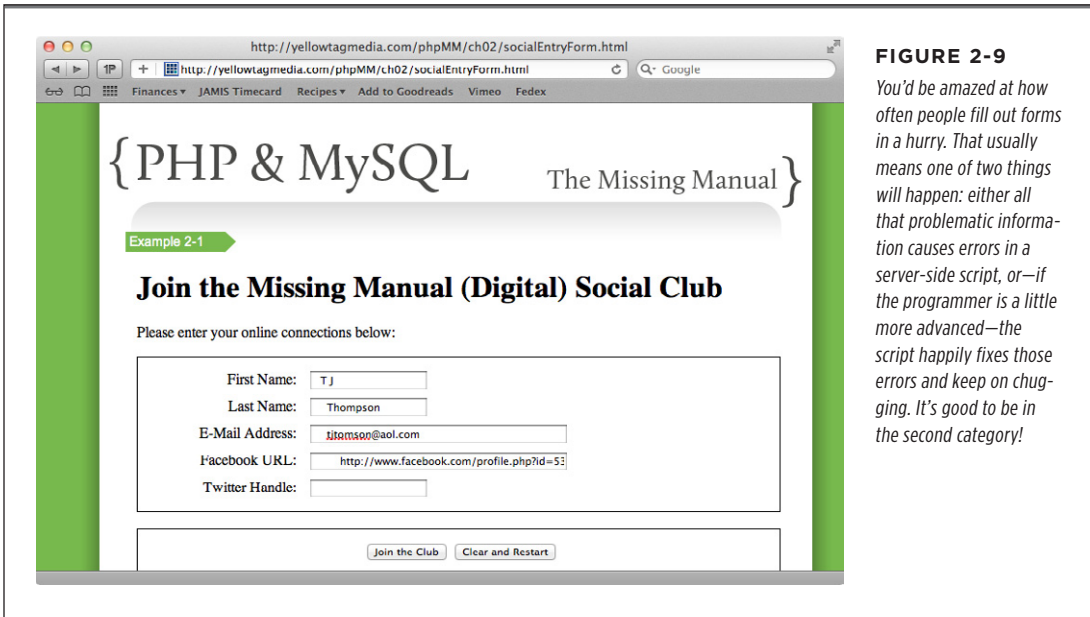 http://yellowtagmedia.com/phpMM/ch02/socialEntryForm.html
1P + http://yellowtagmedia.com/phpMM/ch02/socialEntryForm.html Google
Finances JAMIS Timecard Recipes Add to Goodreads Vimeo Fedex
{PHP & MySQL
The Missing Manual}
Example 2-1
Join the Missing Manual (Digital) Social Club
Please enter your online connections below:
First Name: T J
Last Name: Thompson
E-Mail Address: tjtomson@aol.com
Facebook URL: http://www.facebook.com/profile.php?id=53
Twitter Handle:
Join the Club Clear and Restart
FIGURE 2-9
You'd be amazed at how
often people fill out forms
in a hurry. That usually
means one of two things
will happen: either all
that problematic informa-
tion causes errors in a
server-side script, or—if
the programmer is a little
more advanced—the
script happily fixes those
errors and keep on chug-
ging. It's good to be in
the second category!